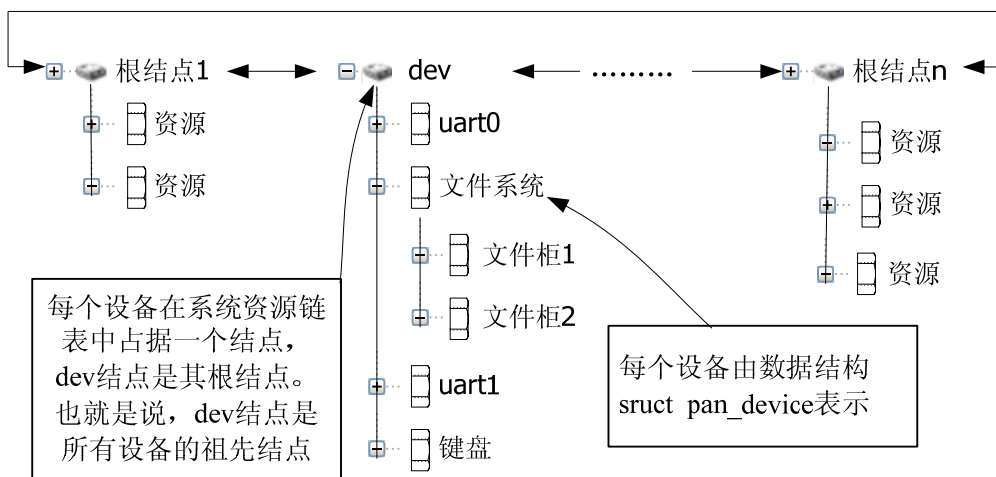 根结点1
dev
………
根结点n
资源
资源
uart0
文件系统
文件柜1
文件柜2
uart1
键盘
资源
资源
资源
每个设备在系统资源链
表中占据一个结点，
dev结点是其根结点。
也就是说，dev结点是
所有设备的祖先结点
每个设备由数据结构
sruct pan_device表示